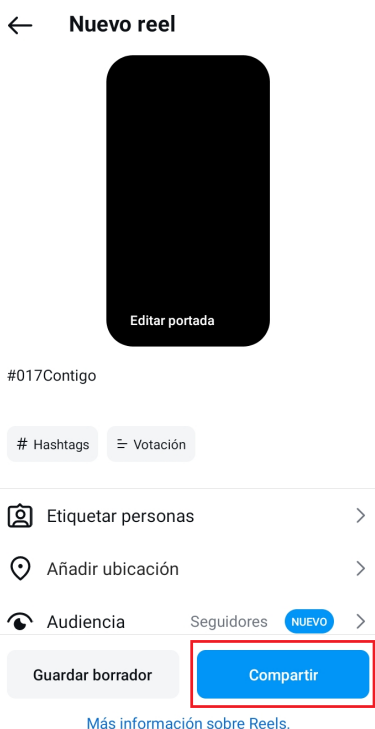 Nuevo reel
Editar portada
#017Contigo
# Hashtags
Votación
Etiquetar personas
Añadir ubicación
Audiencia Seguidores NUEVO
Guardar borrador Compartir
Más información sobre Reels.